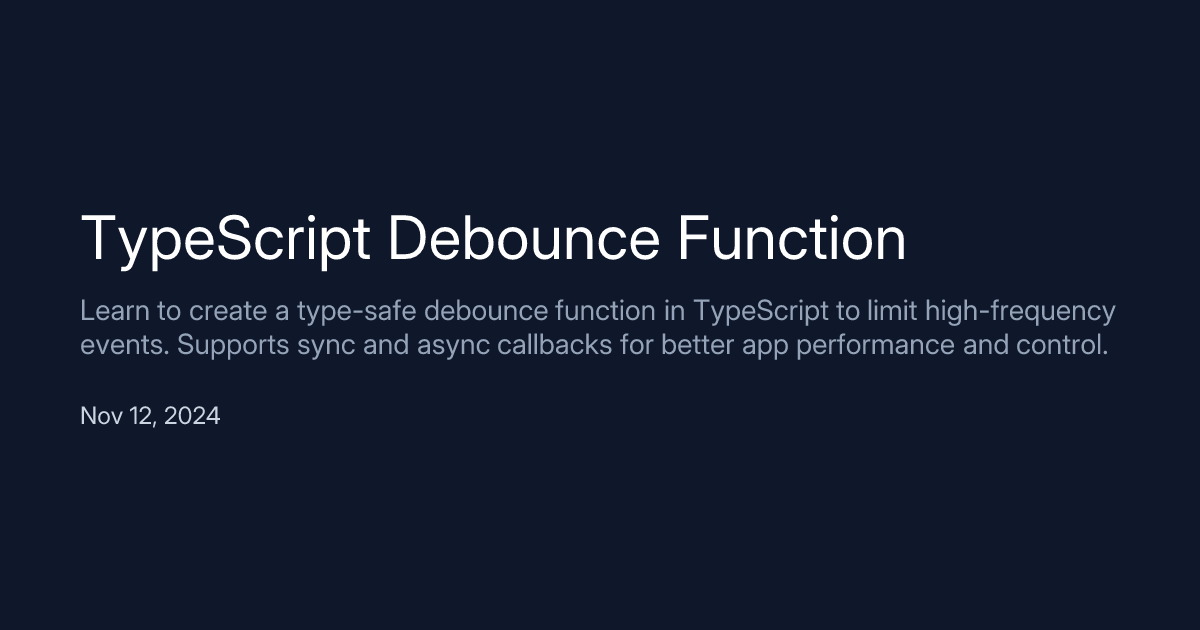 TypeScript Debounce Function
Learn to create a type-safe debounce function in TypeScript to limit high-frequency
events. Supports sync and async callbacks for better app performance and control.
Nov 12, 2024